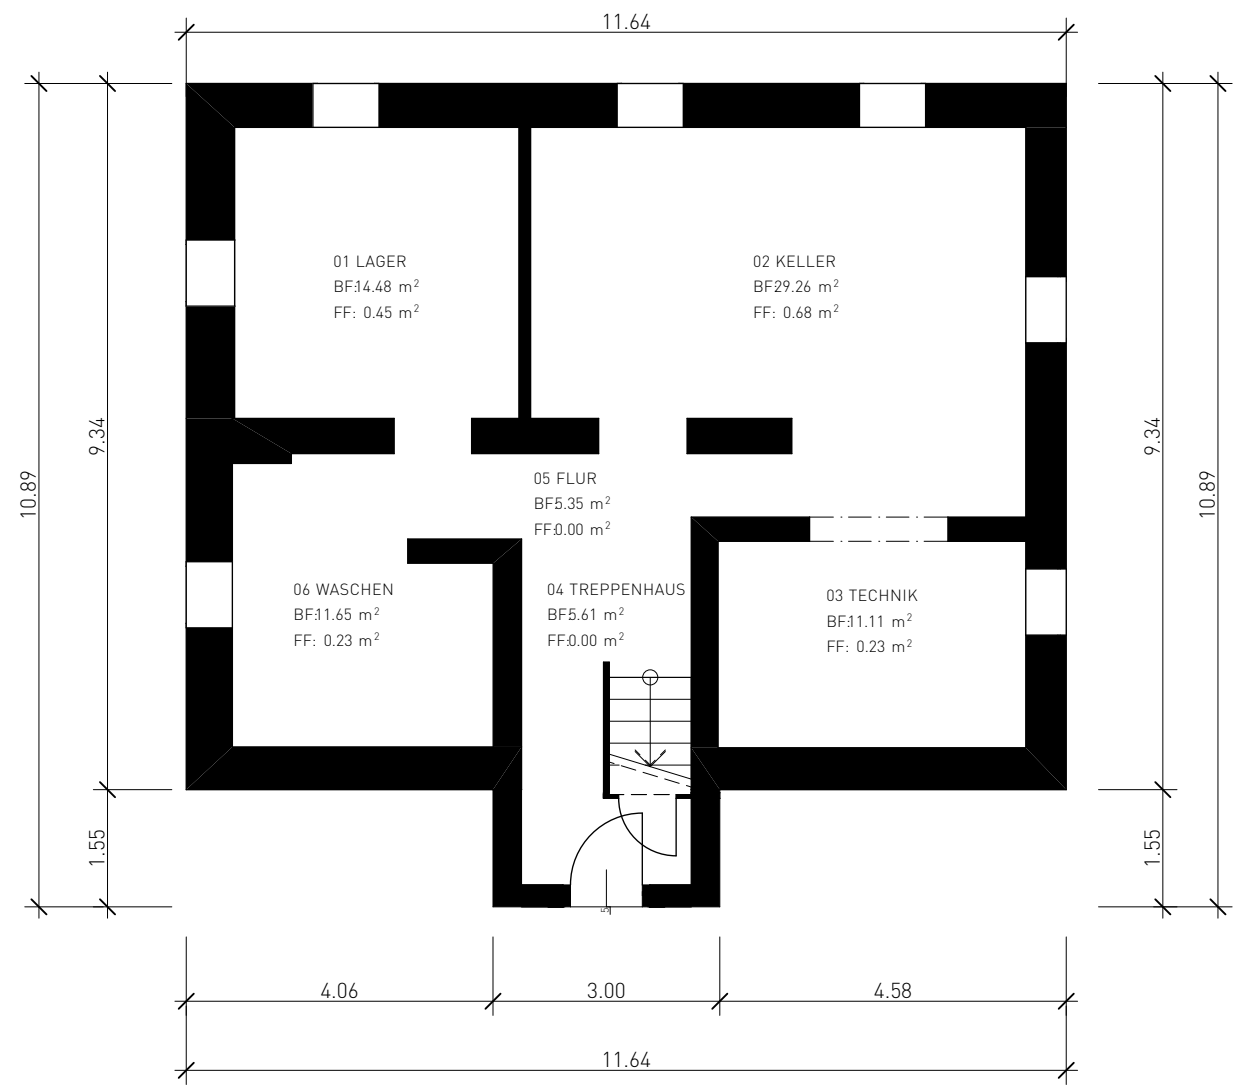 11.64
01 LAGER
BF:14.48 m²
FF: 0.45 m²
02 KELLER
BF:29.26 m²
FF: 0.68 m²
9.34
10.89
9.34
10.89
05 FLUR
BF:5.35 m²
FF:0.00 m²
06 WASCHEN
BF:11.65 m²
FF: 0.23 m²
04 TREPPENHAUS
BF:5.61 m²
FF:0.00 m²
03 TECHNIK
BF:11.11 m²
FF: 0.23 m²
1.55
1.55
4.06
3.00
4.58
11.64